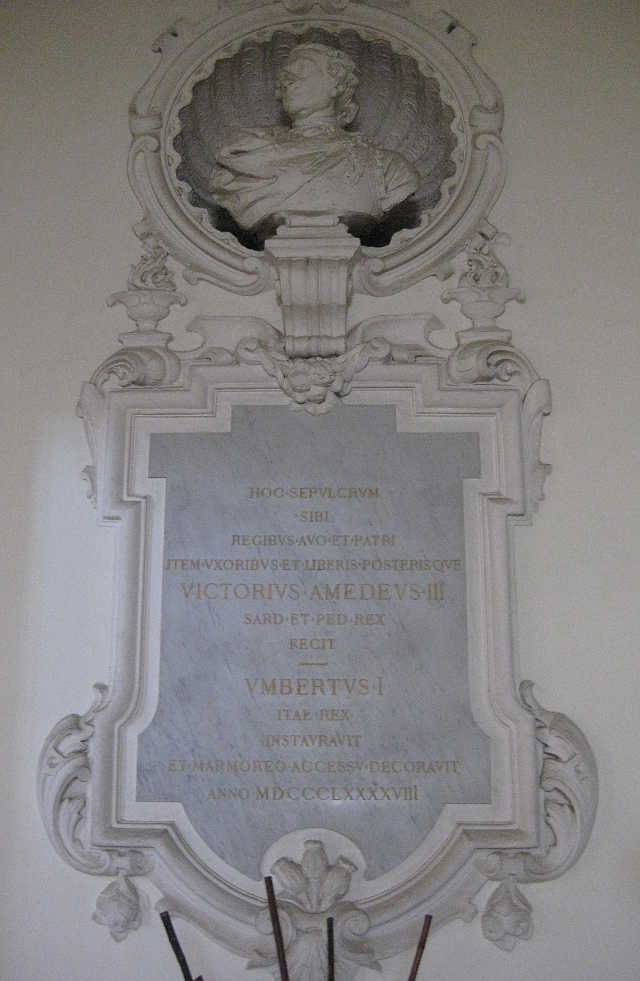 HOC·SEPVLCRVM
SIBI
REGIBVS·AVO·ET·PATRI
ITEM·VXORIBVS·ET·LIBERIS·POSTERISQVE
VICTORIVS·AMEDEVS·III
SARD·ET·PED·REX
FECIT
VMBERTVS·I
ITAL·REX
INSTAVRAVIT
ET·MARMOREO·ACCESSV·DECORAVIT
ANNO·MDCCCLXXXXVIII